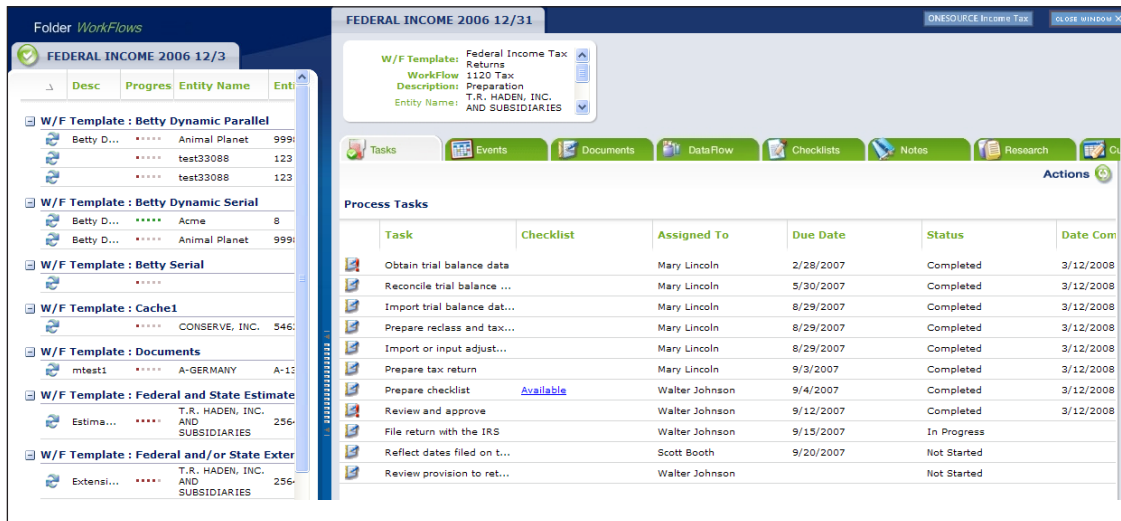 Folder WorkFlows
FEDERAL INCOME 2006 12/3
Desc Progres Entity Name Enti
W/F Template : Betty Dynamic Parallel
Betty D... Animal Planet 9998
test33088 123
test33088 123
W/F Template : Betty Dynamic Serial
Betty D... Acme 8
Betty D... Animal Planet 9998
W/F Template : Betty Serial
W/F Template : Cache1
CONSERVE, INC. 546
W/F Template : Documents
mtest1 A-GERMANY A-13
W/F Template : Federal and State Estimate
T.R. HADEN, INC.
Estima... AND 256
SUBSIDIARIES
W/F Template : Federal and/or State Exter
T.R. HADEN, INC.
Extensi... AND 256
SUBSIDIARIES
FEDERAL INCOME 2006 12/31
ONESOURCE Income Tax CLOSE WINDOW X
W/F Template: Federal Income Tax
Returns
WorkFlow 1120 Tax
Description: Preparation
Entity Name: T.R. HADEN, INC.
AND SUBSIDIARIES
Tasks Events Documents DataFlow Checklists Notes Research Cu
Actions
Process Tasks
Task Checklist Assigned To Due Date Status Date Com
Obtain trial balance data Mary Lincoln 2/28/2007 Completed 3/12/2008
Reconcile trial balance ... Mary Lincoln 5/30/2007 Completed 3/12/2008
Import trial balance dat... Mary Lincoln 8/29/2007 Completed 3/12/2008
Prepare reclass and tax... Mary Lincoln 8/29/2007 Completed 3/12/2008
Import or input adjust... Mary Lincoln 8/29/2007 Completed 3/12/2008
Prepare tax return Mary Lincoln 9/3/2007 Completed 3/12/2008
Prepare checklist Available Walter Johnson 9/4/2007 Completed 3/12/2008
Review and approve Walter Johnson 9/12/2007 Completed 3/12/2008
File return with the IRS Walter Johnson 9/15/2007 In Progress
Reflect dates filed on t... Scott Booth 9/20/2007 Not Started
Review provision to ret... Walter Johnson Not Started